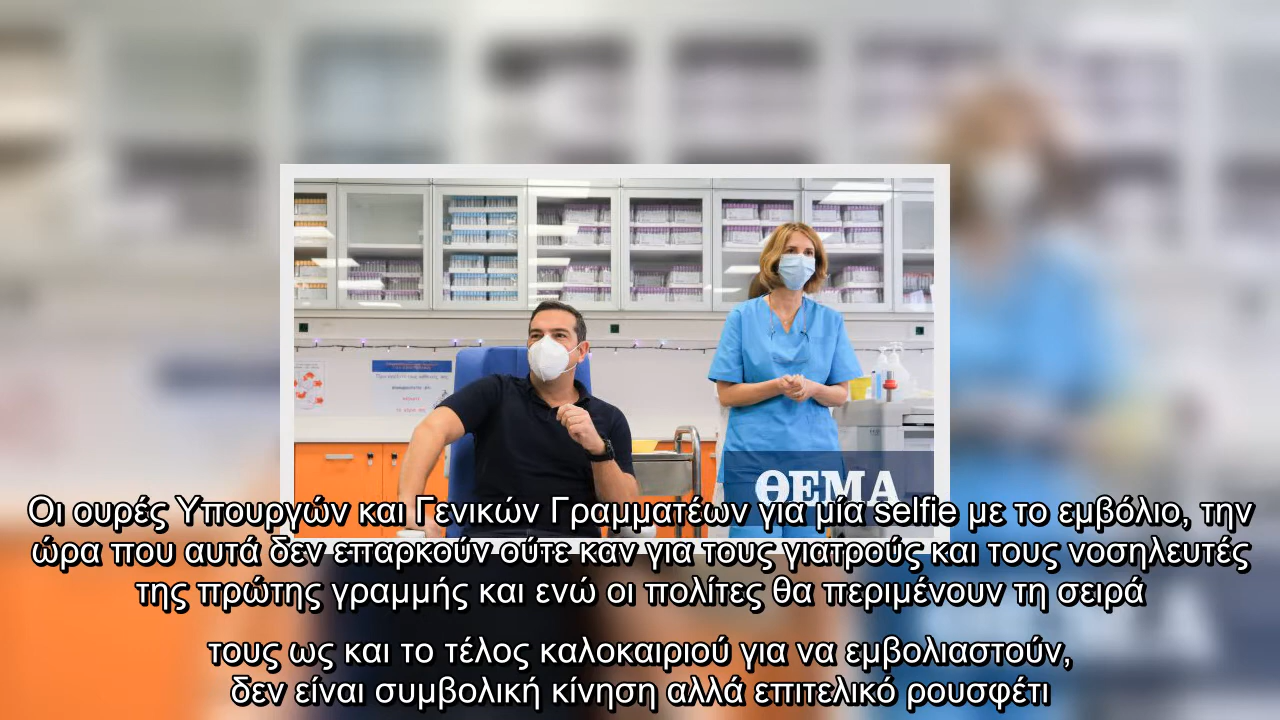 ΘΕΜΑ
Οι ουρές Υπουργών και Γενικών Γραμματέων για μία selfie με το εμβόλιο, την
ώρα που αυτά δεν επαρκούν ούτε καν για τους γιατρούς και τους νοσηλευτές
της πρώτης γραμμής και ενώ οι πολίτες θα περιμένουν τη σειρά
τους ως και το τέλος καλοκαιριού για να εμβολιαστούν,
δεν είναι συμβολική κίνηση αλλά επιτελικό ρουσφέτι